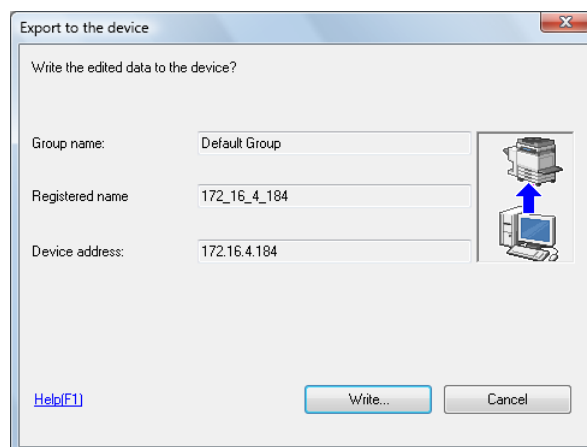 Export to the device
Write the edited data to the device?
Group name: Default Group
Registered name 172_16_4_184
Device address: 172.16.4.184
Help(F1) Write... Cancel